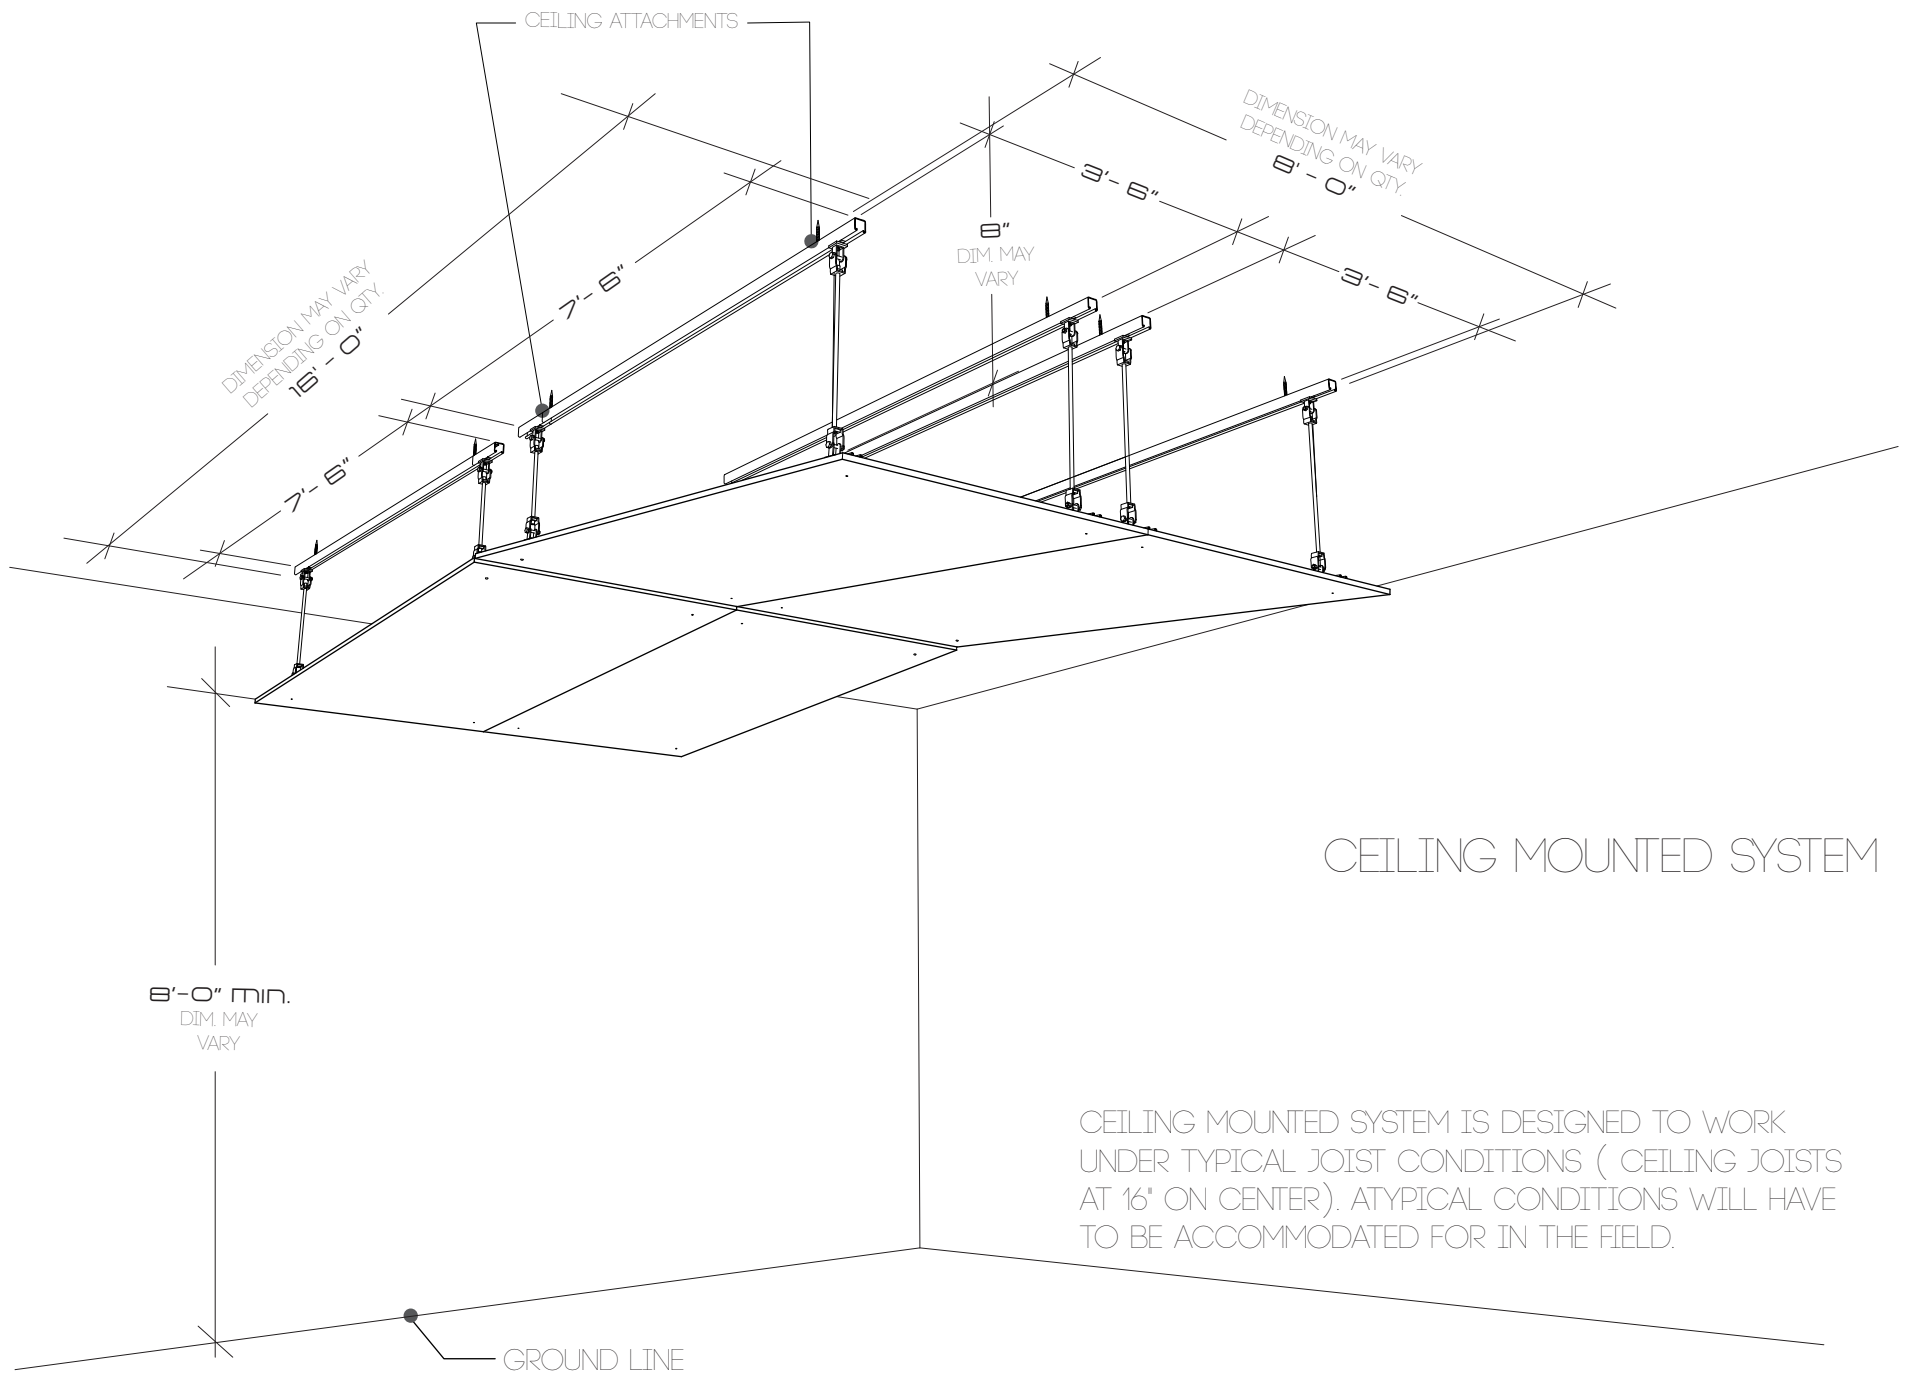 CEILING ATTACHMENTS
DIMENSION MAY VARY
DEPENDING ON QTY.
8' - 0"
3'- 6"
8"
DIM. MAY
VARY
3'- 6"
7'- 6"
DIMENSION MAY VARY
DEPENDING ON QTY.
16' - 0"
7'- 6"
CEILING MOUNTED SYSTEM
8'-0" MIN.
DIM. MAY
VARY
CEILING MOUNTED SYSTEM IS DESIGNED TO WORK
UNDER TYPICAL JOIST CONDITIONS ( CEILING JOISTS
AT 16" ON CENTER). ATYPICAL CONDITIONS WILL HAVE
TO BE ACCOMMODATED FOR IN THE FIELD.
GROUND LINE